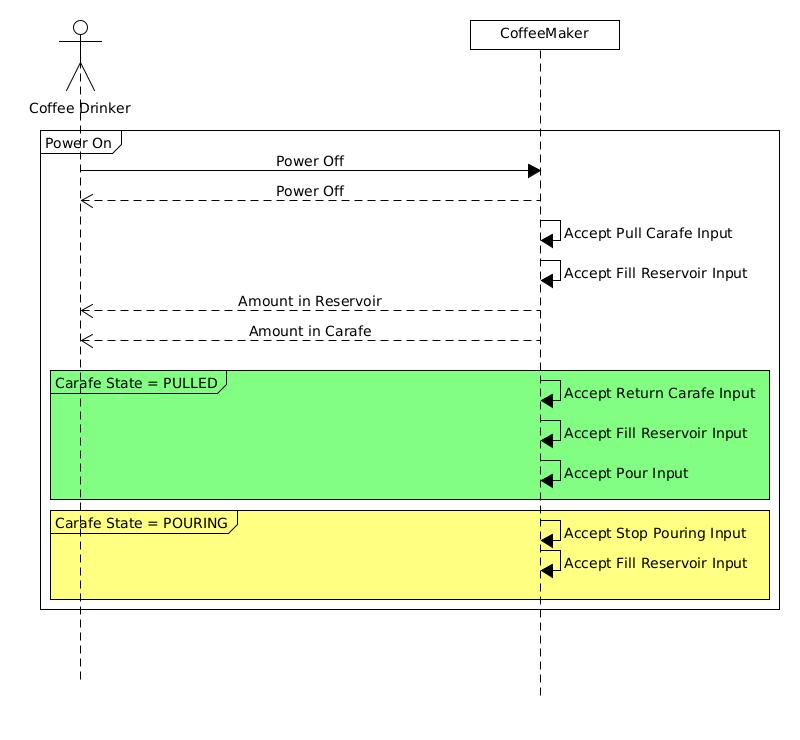 CoffeeMaker
Coffee Drinker
Power On
Power Off
Power Off
Accept Pull Carafe Input
Accept Fill Reservoir Input
Amount in Reservoir
Amount in Carafe
Carafe State = PULLED
Accept Return Carafe Input
Accept Fill Reservoir Input
Accept Pour Input
Carafe State = POURING
Accept Stop Pouring Input
Accept Fill Reservoir Input